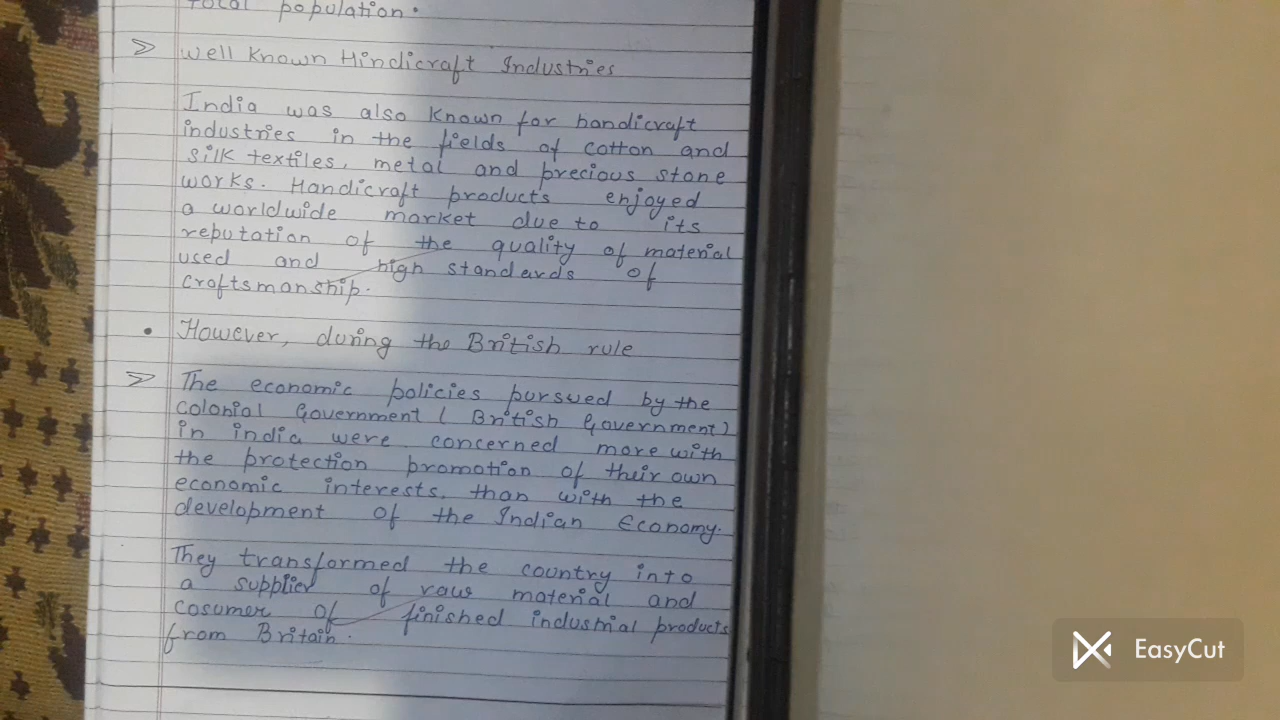 total population.
> Well Known Hindicraft Industries
India was also known for handicraft
industries in the fields of cotton and
silk textiles, metal and precious stone
works. Handicraft products enjoyed
a worldwide market due to its
reputation of the quality of material
used and high standards of
craftsmanship.
• However, during the British rule
> The economic policies pursued by the
colonial Government ( British Government)
in india were concerned more with
the protection promotion of their own
economic interests, than with the
development of the Indian Economy.
They transformed the country into
a supplier of raw material and
cosumer of finished industrial products
from Britain.
EasyCut